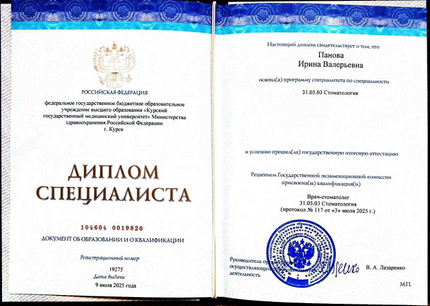 РОССИЙСКАЯ ФЕДЕРАЦИЯ
федеральное государственное бюджетное образовательное
учреждение высшего образования «Курский
государственный медицинский университет» Министерства
здравоохранения Российской Федерации
г. Курск
ДИПЛОМ
СПЕЦИАЛИСТА
104604 0019820
ДОКУМЕНТ ОБ ОБРАЗОВАНИИ И О КВАЛИФИКАЦИИ
Регистрационный номер
19275
Дата выдачи
9 июля 2025 года
Настоящий диплом свидетельствует о том, что
Панова
Ирина Валерьевна
освоил(а) программу специалитета по специальности
31.05.03 Стоматология
и успешно прошел(ла) государственную итоговую аттестацию
Решением Государственной экзаменационной комиссии
присвоена(ы) квалификация(и)
Врач-стоматолог
31.05.03 Стоматология
(протокол № 117 от «3» июля 2025 г.)
Руководитель
осуществляющей
деятельность
В. А. Лазаренко
М.П.